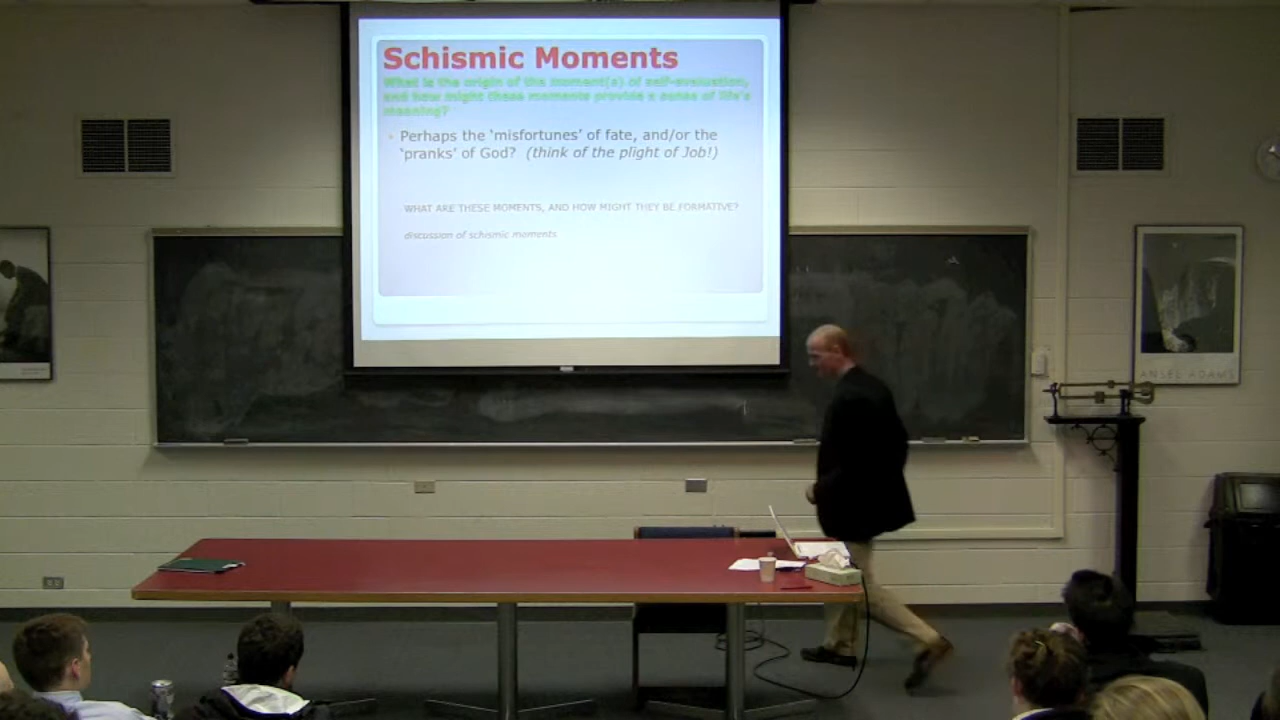 Schismic Moments
What is the origin of the moment(s) of self-evaluation,
and how might these moments provide a sense of life's
meaning?
Perhaps the ‘misfortunes’ of fate, and/or the
‘pranks’ of God? (think of the plight of Job!)
WHAT ARE THESE MOMENTS, AND HOW MIGHT THEY BE FORMATIVE?
discussion of schismic moments
ANSEL ADAMS